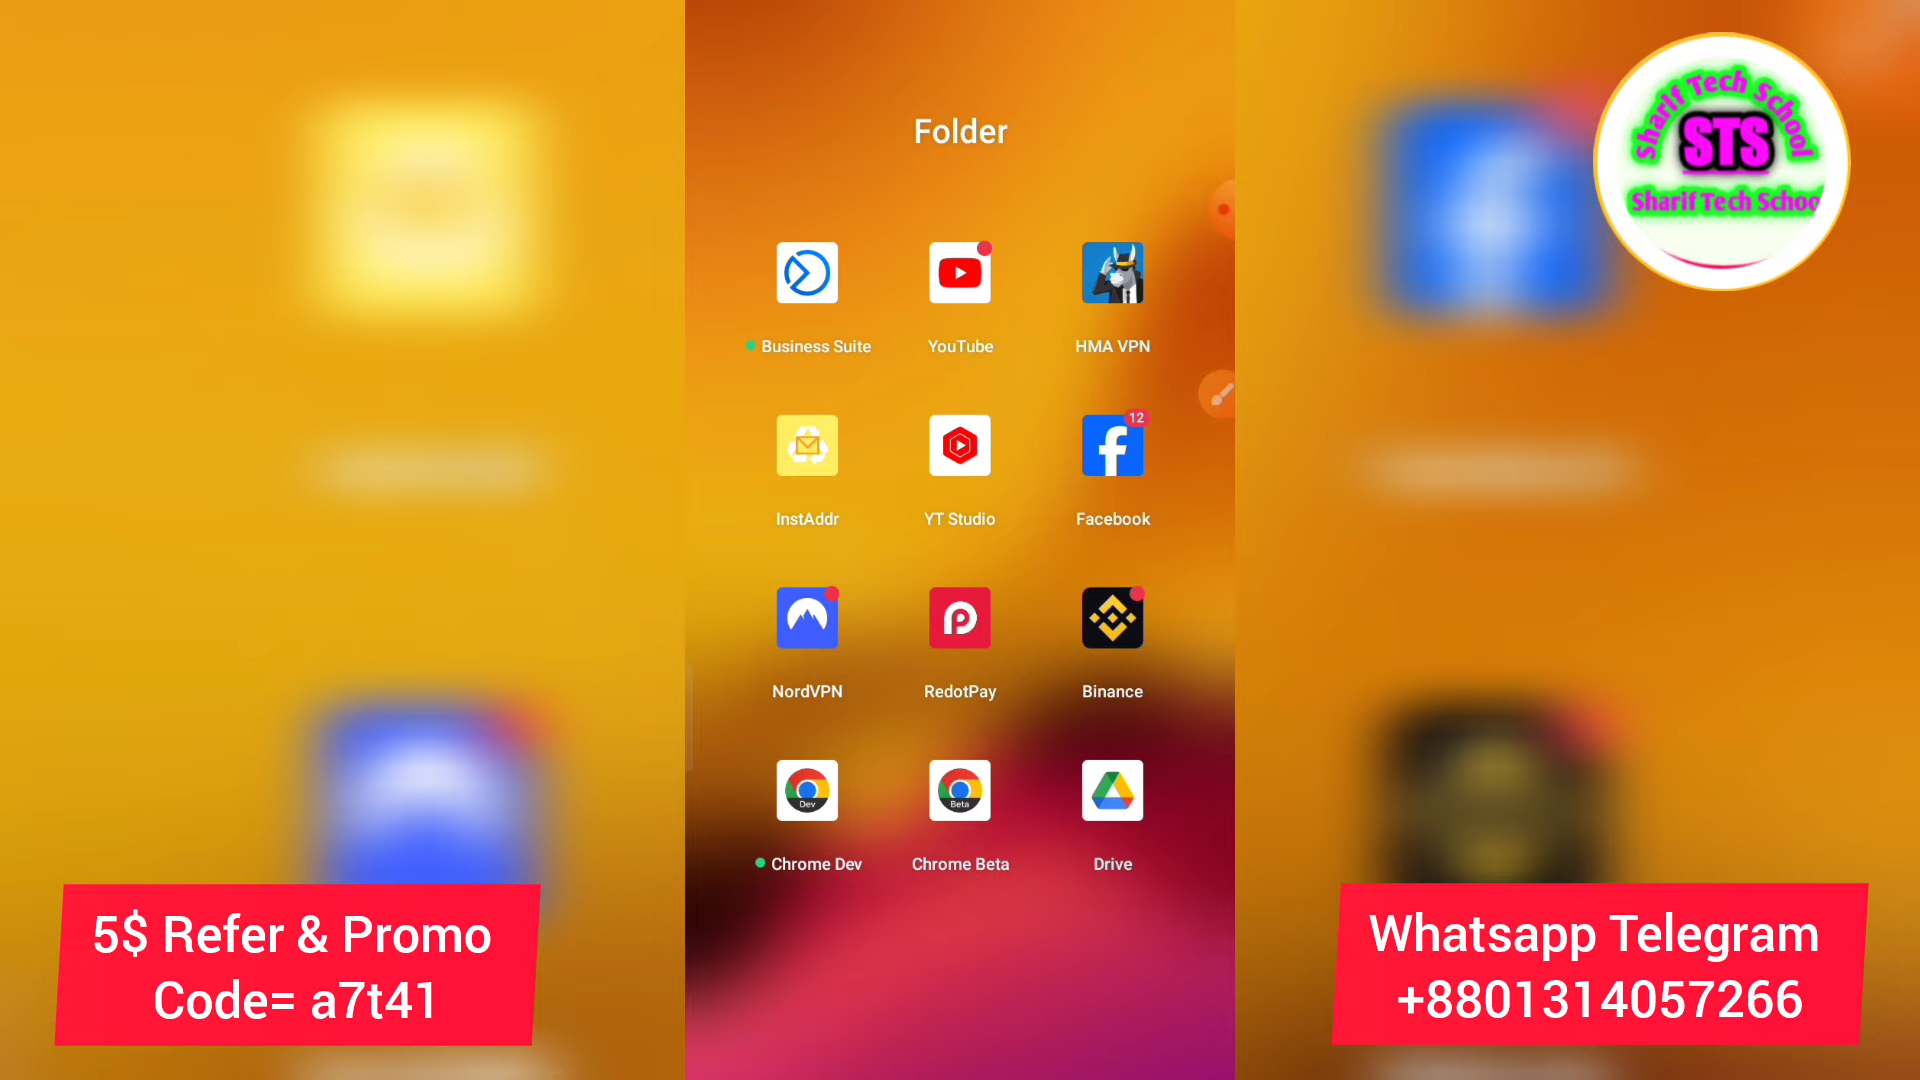 Folder
Sharif Tech School
STS
Sharif Tech Schoo
Business Suite
YouTube
HMA VPN
12
InstAddr
YT Studio
Facebook
NordVPN
RedotPay
Binance
Dev
Beta
Chrome Dev
Chrome Beta
Drive
5$ Refer & Promo
Code= a7t41
Whatsapp Telegram
+8801314057266